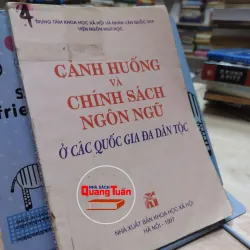 4
TRUNG TÂM KHOA HỌC XÃ HỘI VÀ NHÂN VĂN QUỐC GIA
VIỆN NGÔN NGỮ HỌC
CẢNH HUỐNG
VÀ
CHÍNH SÁCH
NGÔN NGỮ
Ở CÁC QUỐC GIA ĐA DÂN TỘC
NHÀ SÁCH
Quang Tuấn
NHÀ XUẤT BẢN KHOA HỌC XÃ HỘI
HÀ NỘI - 1997